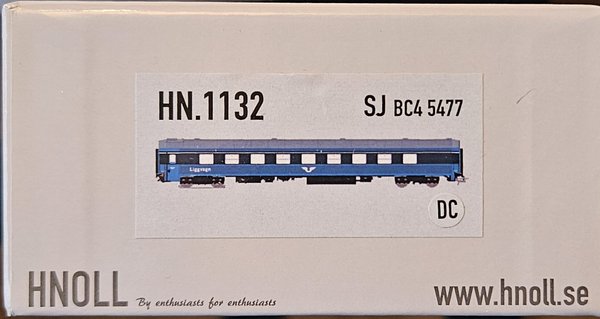 HN.1132 SJ BC4 5477
Liggvagn
DC
HNOLL By enthusiasts for enthusiasts www.hnoll.se